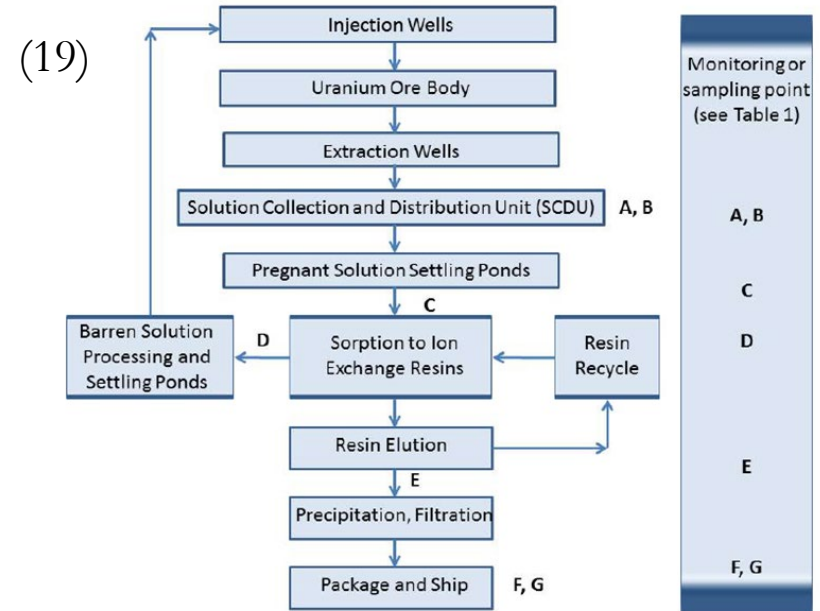 (19)
Injection Wells
Uranium Ore Body
Extraction Wells
Solution Collection and Distribution Unit (SCDU)
A, B
Pregnant Solution Settling Ponds
C
Barren Solution
Processing and
Settling Ponds
D
Sorption to Ion
Exchange Resins
Resin
Recycle
Resin Elution
E
Precipitation, Filtration
Package and Ship
F, G
Monitoring or
sampling point
(see Table 1)
A, B
C
D
E
F, G